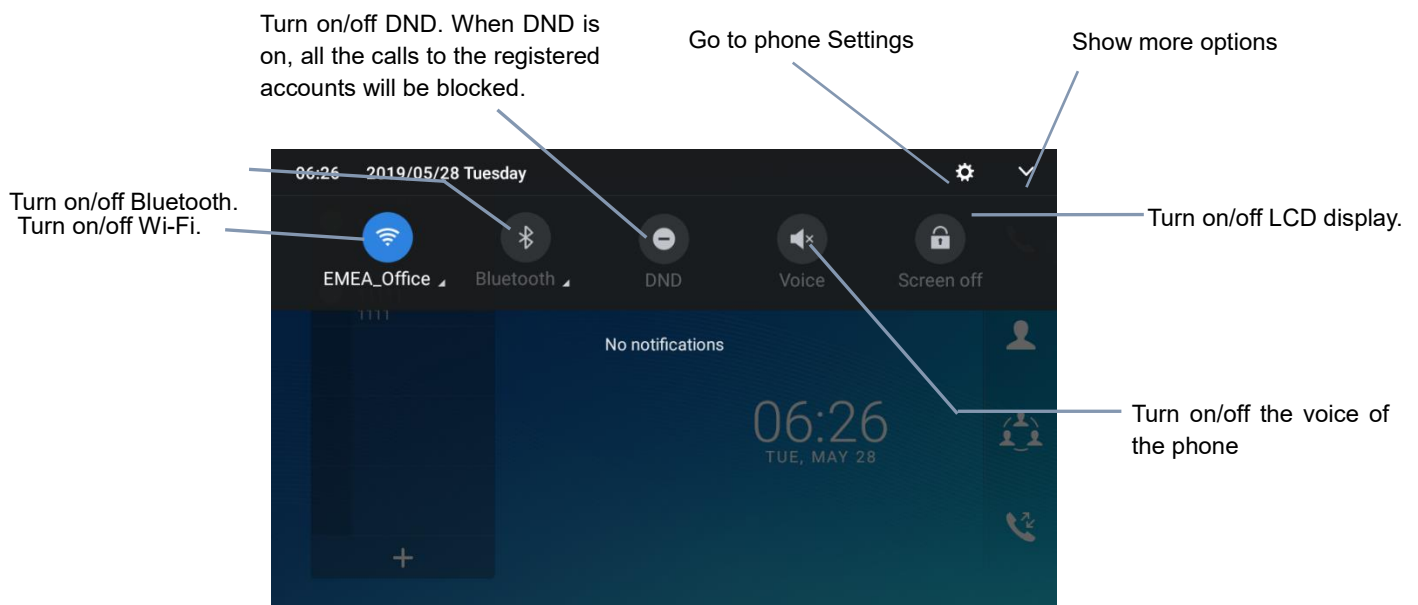 Turn on/off DND. When DND is
on, all the calls to the registered
accounts will be blocked.
Go to phone Settings
Show more options
06:26 2019/05/28 Tuesday
Turn on/off Bluetooth.
Turn on/off Wi-Fi.
Turn on/off LCD display.
EMEA_Office
Bluetooth
DND
Voice
Screen off
1111
No notifications
06:26
TUE, MAY 28
Turn on/off the voice of
the phone